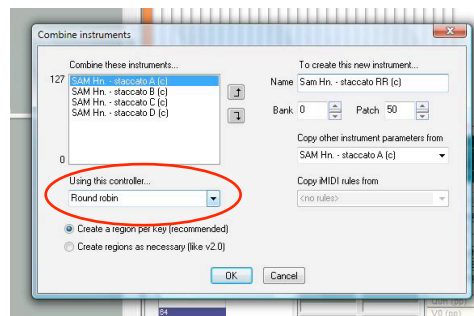 Combine instruments
Combine these instruments...
127
SAM Hn. - staccato A (c)
SAM Hn. - staccato B (c)
SAM Hn. - staccato C (c)
SAM Hn. - staccato D (c)
0
Using this controller...
Round robin
Create a region per key (recommended)
Create regions as necessary (like v2.0)
To create this new instrument...
Name Sam Hn. - staccato RR (c)
Bank 0 Patch 50
Copy other instrument parameters from
SAM Hn. - staccato A (c)
Copy iMIDI rules from
<no rules>
OK Cancel
64
V0 (pp)